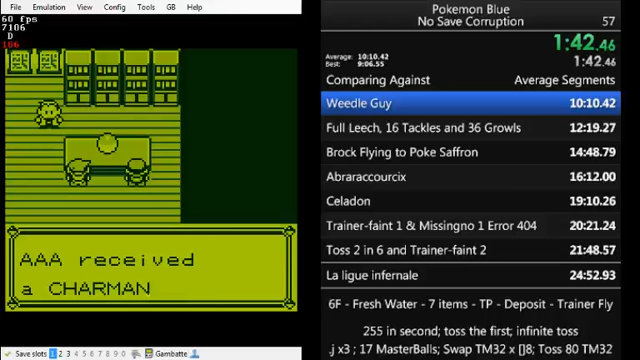 File Emulation View Tools GB Help
60 fps
7106
D
106
AAA received
a CHARMAN
Save slots 1 2 3 4 5 6 7 8 9 Gambatte
Pokemon Blue
No Save Corruption 57
1:42.46
Average: 10:10.42
Best: 9:06.55
1:42.46
Comparing Against Average Segments
Weedle Guy 10:10.42
Full Leech, 16 Tackles and 36 Growls 12:19.27
Brock Flying to Poke Saffron 14:48.79
Abraraccourcix 16:12.00
Celadon 19:10.26
Trainer-faint 1 & Missingno 1 Error 404 20:21.24
Toss 2 in 6 and Trainer-faint 2 21:48.57
La ligue infernale 24:52.93
6F - Fresh Water - 7 items - TP - Deposit - Trainer Fly
255 in second; toss the first; infinite toss
.j x3 ; 17 MasterBalls; Swap TM32 x []8; Toss 80 TM32